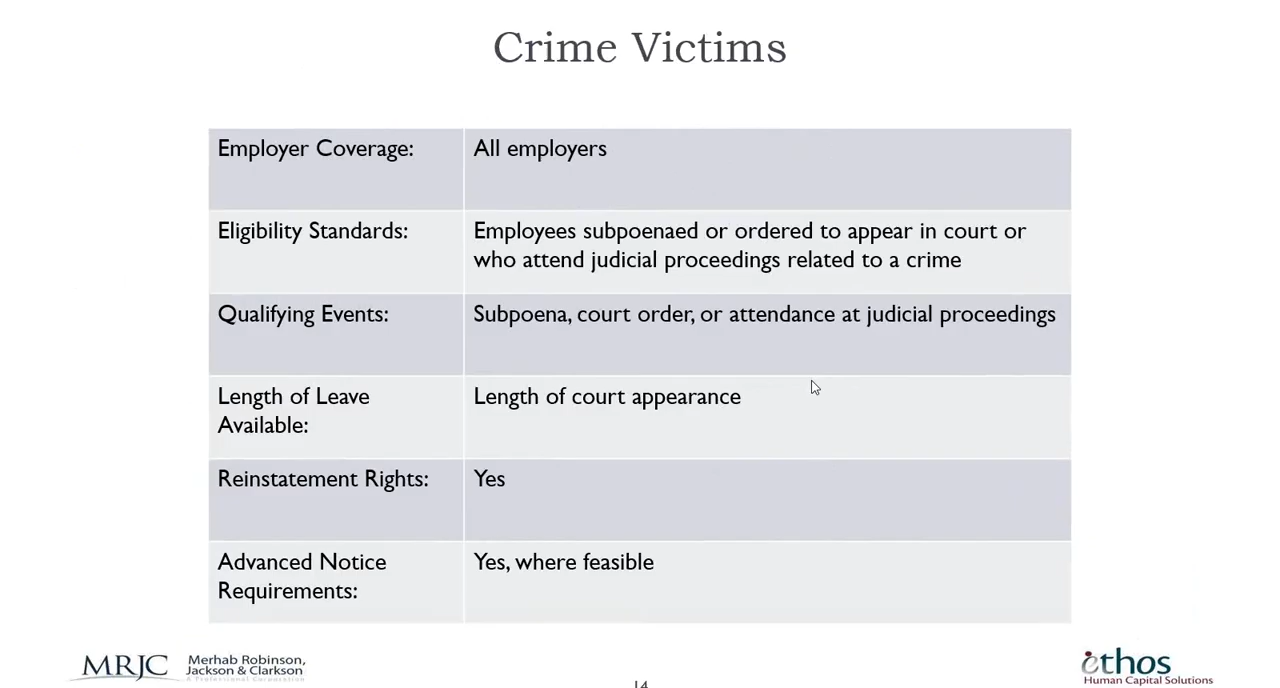 Crime Victims
Employer Coverage:
All employers
Eligibility Standards:
Employees subpoenaed or ordered to appear in court or
who attend judicial proceedings related to a crime
Qualifying Events:
Subpoena, court order, or attendance at judicial proceedings
Length of Leave
Available:
Length of court appearance
Reinstatement Rights:
Yes
Advanced Notice
Requirements:
Yes, where feasible
MRJC
Merhab Robinson,
Jackson & Clarkson
A Professional Corporation
14
ethos
Human Capital Solutions